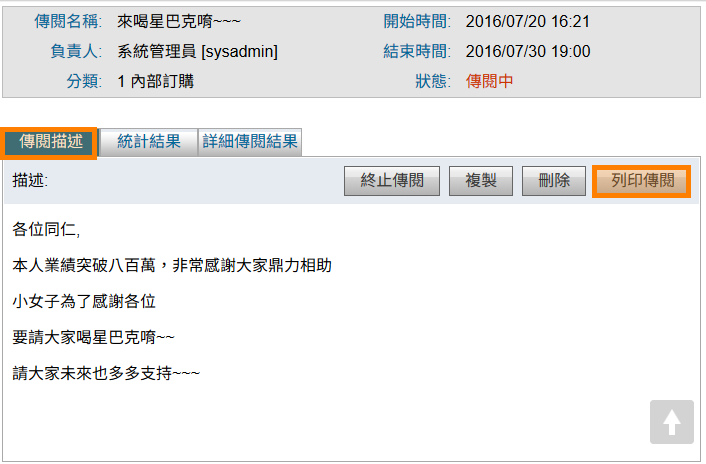 傳閱名稱: 來喝星巴克唷~~~ 開始時間: 2016/07/20 16:21
負責人: 系統管理員 [sysadmin] 結束時間: 2016/07/30 19:00
分類: 1 內部訂購 狀態: 傳閱中
傳閱描述 統計結果 詳細傳閱結果
描述: 終止傳閱 複製 刪除 列印傳閱
各位同仁,
本人業績突破八百萬，非常感謝大家鼎力相助
小女子為了感謝各位
要請大家喝星巴克唷~~
請大家未來也多多支持~~~